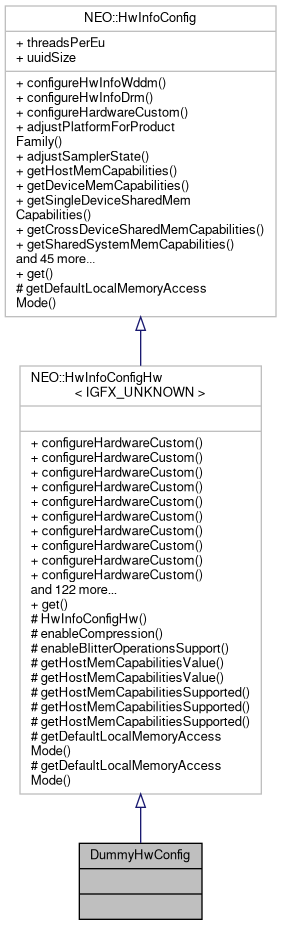 NEO::HwInfoConfig
+ threadsPerEu
+ uuidSize
+ configureHwInfoWddm()
+ configureHwInfoDrm()
+ configureHardwareCustom()
+ adjustPlatformForProduct
Family()
+ adjustSamplerState()
+ getHostMemCapabilities()
+ getDeviceMemCapabilities()
+ getSingleDeviceSharedMem
Capabilities()
+ getCrossDeviceSharedMemCapabilities()
+ getSharedSystemMemCapabilities()
and 45 more...
+ get()
# getDefaultLocalMemoryAccess
Mode()
NEO::HwInfoConfigHw
< IGFX_UNKNOWN >
+ configureHardwareCustom()
+ configureHardwareCustom()
+ configureHardwareCustom()
+ configureHardwareCustom()
+ configureHardwareCustom()
+ configureHardwareCustom()
+ configureHardwareCustom()
+ configureHardwareCustom()
+ configureHardwareCustom()
+ configureHardwareCustom()
and 122 more...
+ get()
# HwInfoConfigHw()
# enableCompression()
# enableBlitterOperationsSupport()
# getHostMemCapabilitiesValue()
# getHostMemCapabilitiesValue()
# getHostMemCapabilitiesSupported()
# getHostMemCapabilitiesSupported()
# getHostMemCapabilitiesSupported()
# getDefaultLocalMemoryAccess
Mode()
# getDefaultLocalMemoryAccess
Mode()
DummyHwConfig